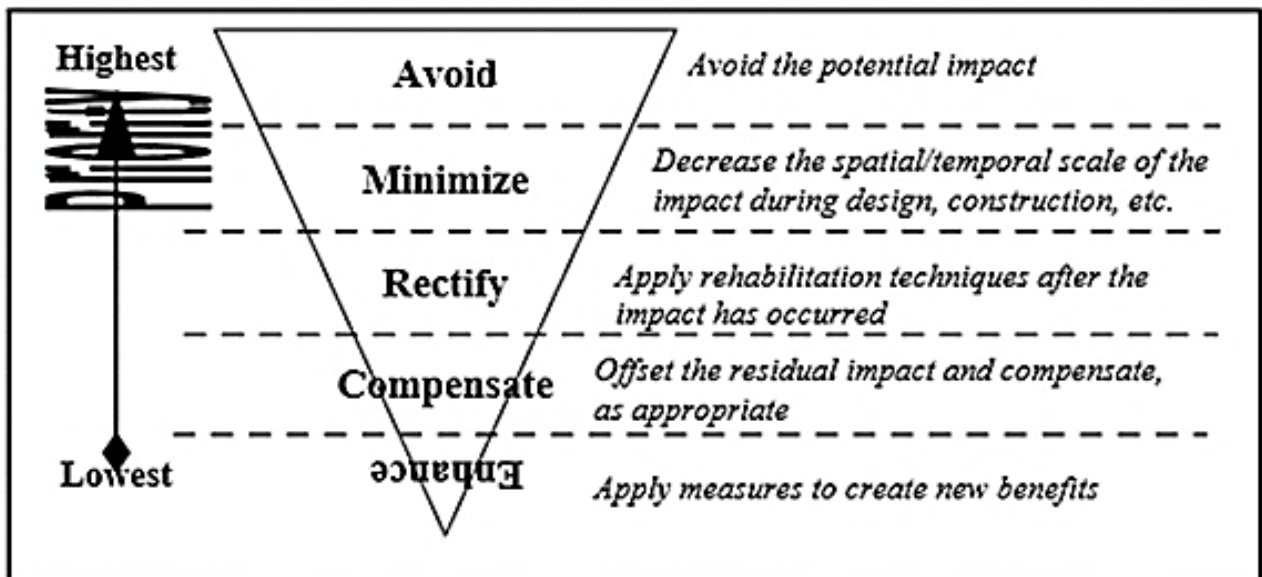 Highest
Avoid
Avoid the potential impact
Minimize
Decrease the spatial/temporal scale of the
impact during design, construction, etc.
Rectify
Apply rehabilitation techniques after the
impact has occurred
Compensate
Offset the residual impact and compensate,
as appropriate
Lowest
Enhance
Apply measures to create new benefits